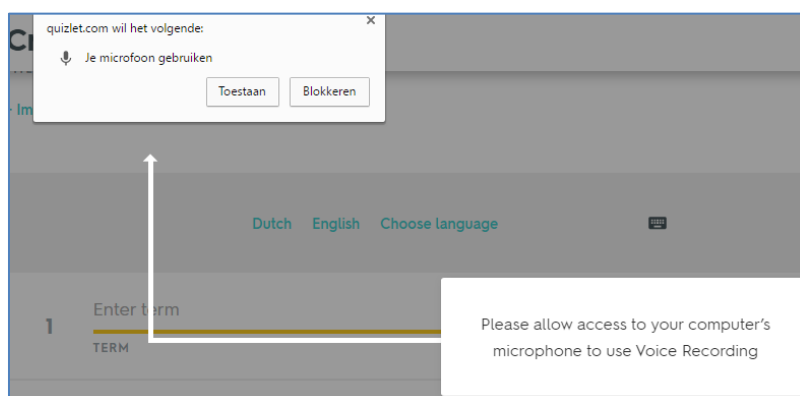 quizlet.com wil het volgende:
Je microfoon gebruiken
Toestaan Blokkeren
Dutch English Choose language
1
Enter term
TERM
Please allow access to your computer's
microphone to use Voice Recording